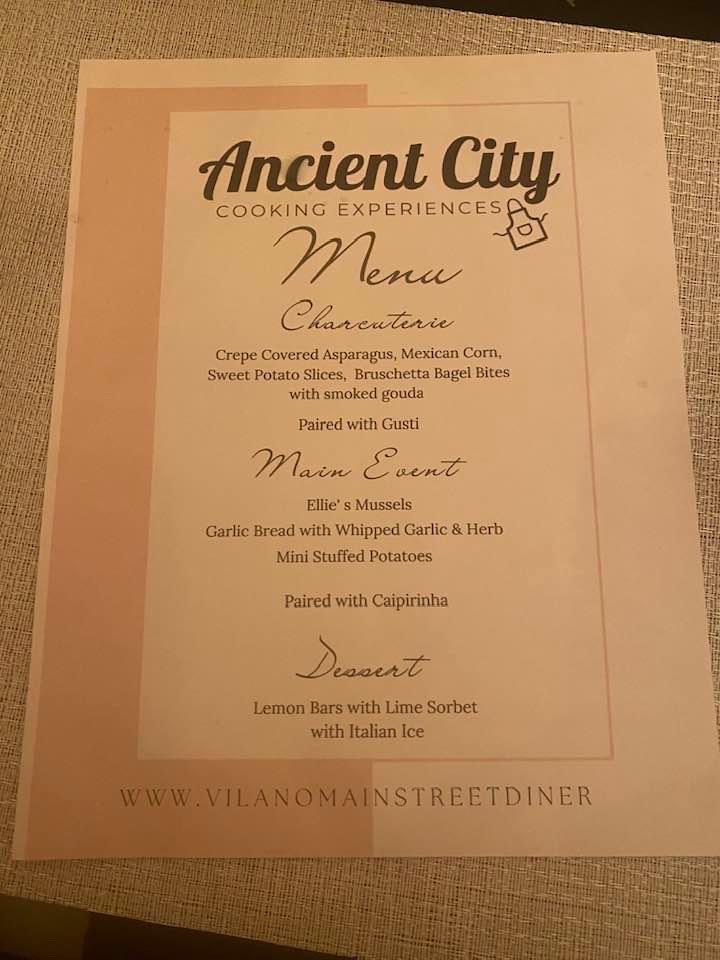 Ancient City
COOKING EXPERIENCES
Menu
Charcuterie
Crepe Covered Asparagus, Mexican Corn,
Sweet Potato Slices, Bruschetta Bagel Bites
with smoked gouda
Paired with Gusti
Main Event
Ellie' s Mussels
Garlic Bread with Whipped Garlic & Herb
Mini Stuffed Potatoes
Paired with Caipirinha
Dessert
Lemon Bars with Lime Sorbet
with Italian Ice
WWW.VILANOMAINSTREETDINER